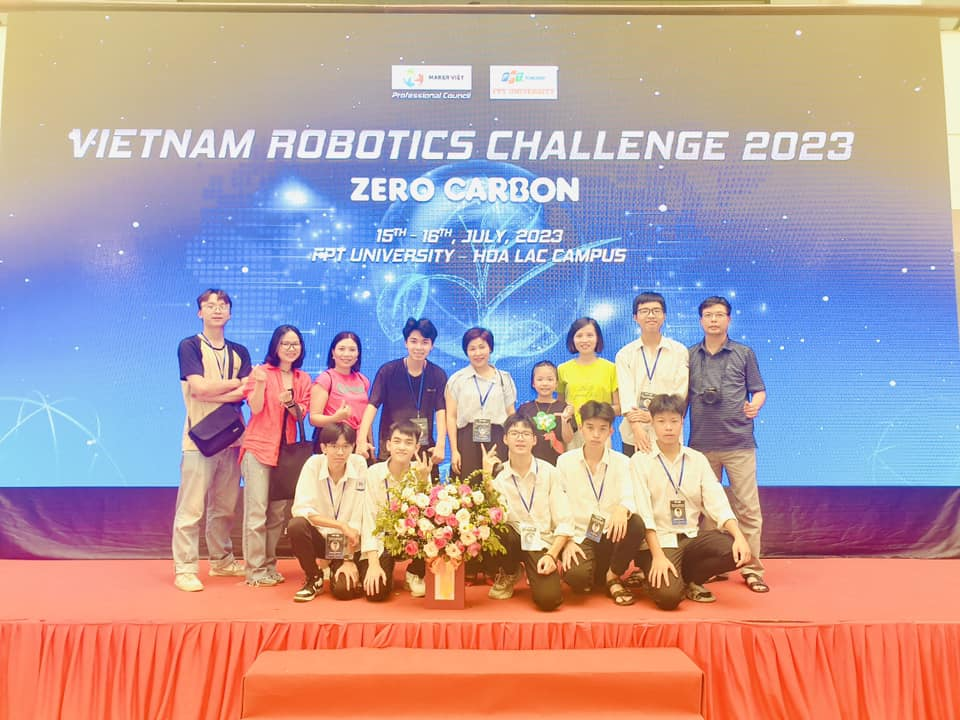 MAKER VIỆT
Professional Council
FPT UNIVERSITY
VIETNAM ROBOTICS CHALLENGE 2023
ZERO CARBON
15TH - 16TH, JULY, 2023
FPT UNIVERSITY - HOA LAC CAMPUS